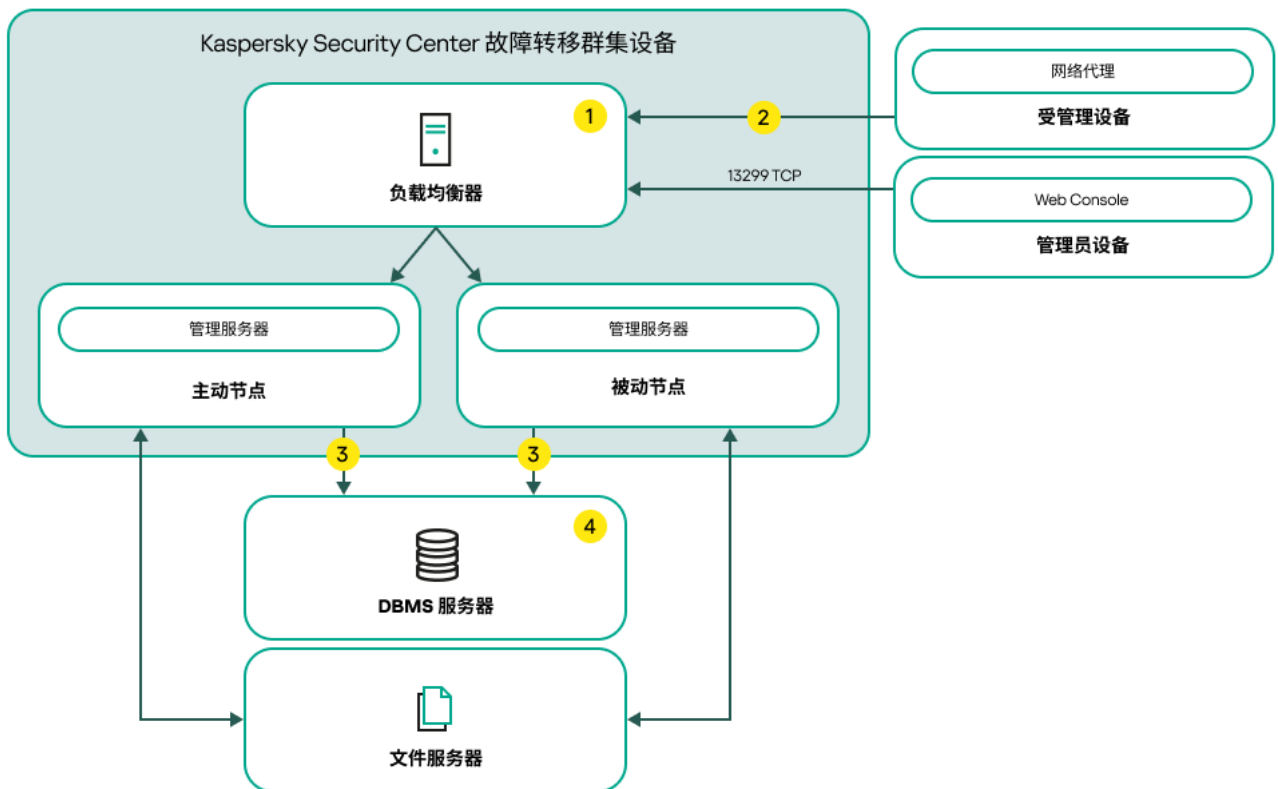 Kaspersky Security Center 故障转移群集设备
1
负载均衡器
2
13299 TCP
网络代理
受管理设备
Web Console
管理员设备
管理服务器
主动节点
管理服务器
被动节点
3
3
4
DBMS 服务器
文件服务器